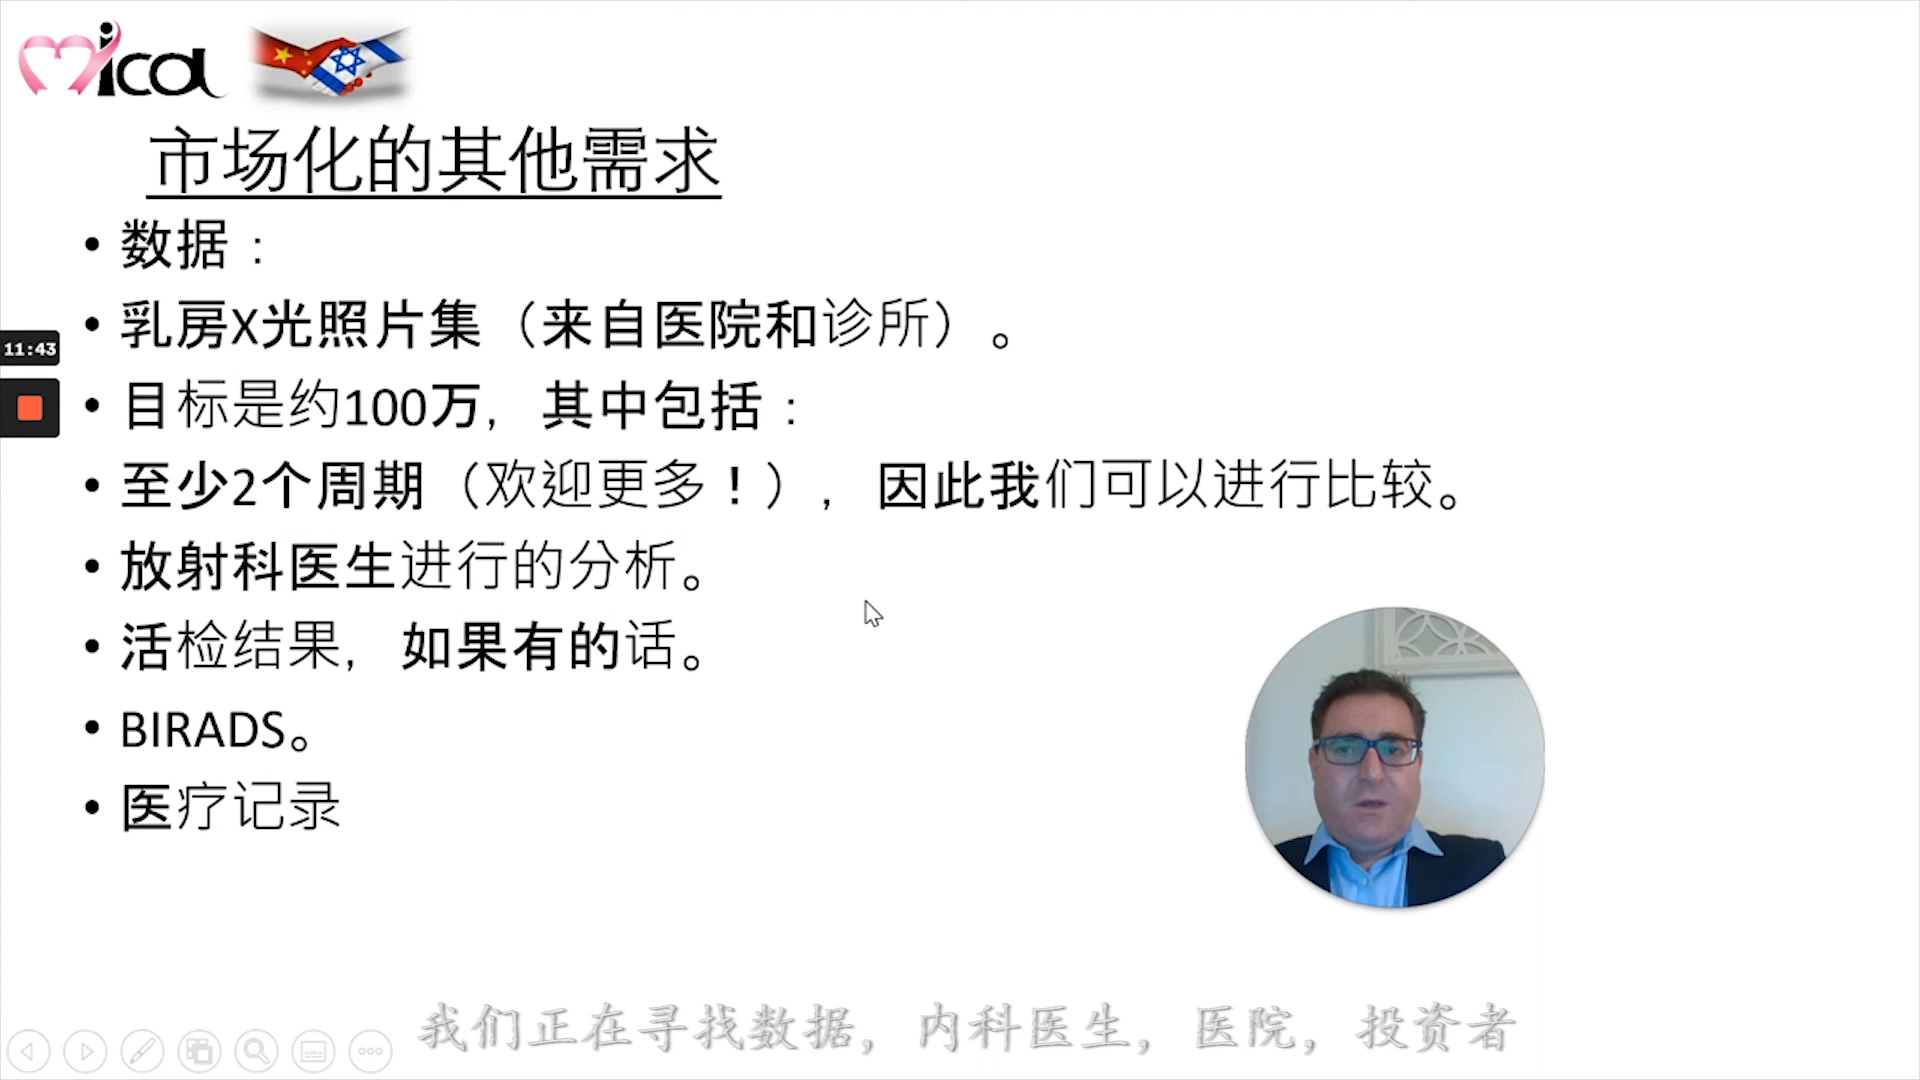 Mical
市场化的其他需求
• 数据：
• 乳房X光照片集（来自医院和诊所）。
11:43
• 目标是约100万，其中包括：
• 至少2个周期（欢迎更多！），因此我们可以进行比较。
• 放射科医生进行的分析。
• 活检结果，如果有的话。
• BIRADS。
• 医疗记录
我们正在寻找数据，内科医生，医院，投资者